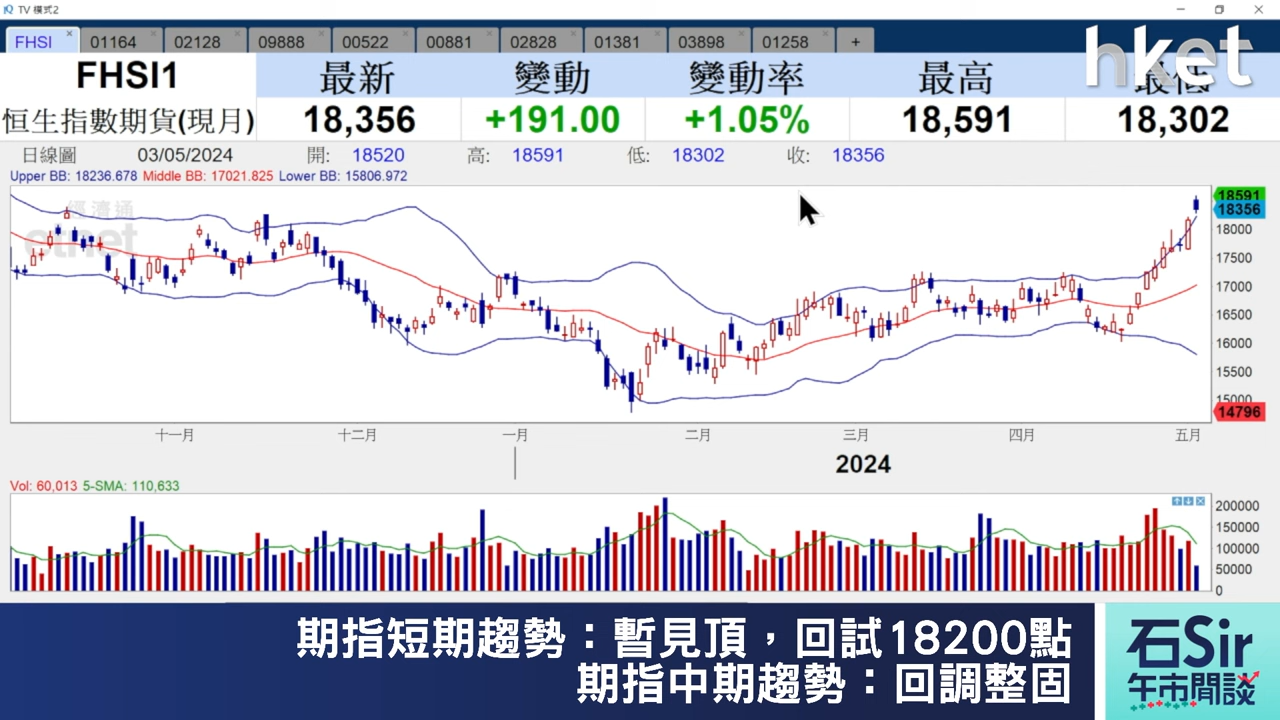 TV 模式2
FHSI 01164 02128 09888 00522 00881 02828 01381 03898 01258 +
hket
FHSI1 最新 變動 變動率 最高 最低
恒生指數期貨(現月) 18,356 +191.00 +1.05% 18,591 18,302
日線圖 03/05/2024 開: 18520 高: 18591 低: 18302 收: 18356
Upper BB: 18236.678 Middle BB: 17021.825 Lower BB: 15806.972
經濟通
etnet
18591
18356
18000
17500
17000
16500
16000
15500
15000
14796
十一月 十二月 一月 二月 三月 四月 五月
2024
Vol: 60,013 5-SMA: 110,633
200000
150000
100000
50000
0
期指短期趨勢：暫見頂，回試18200點
期指中期趨勢：回調整固
石Sir
午市閒談